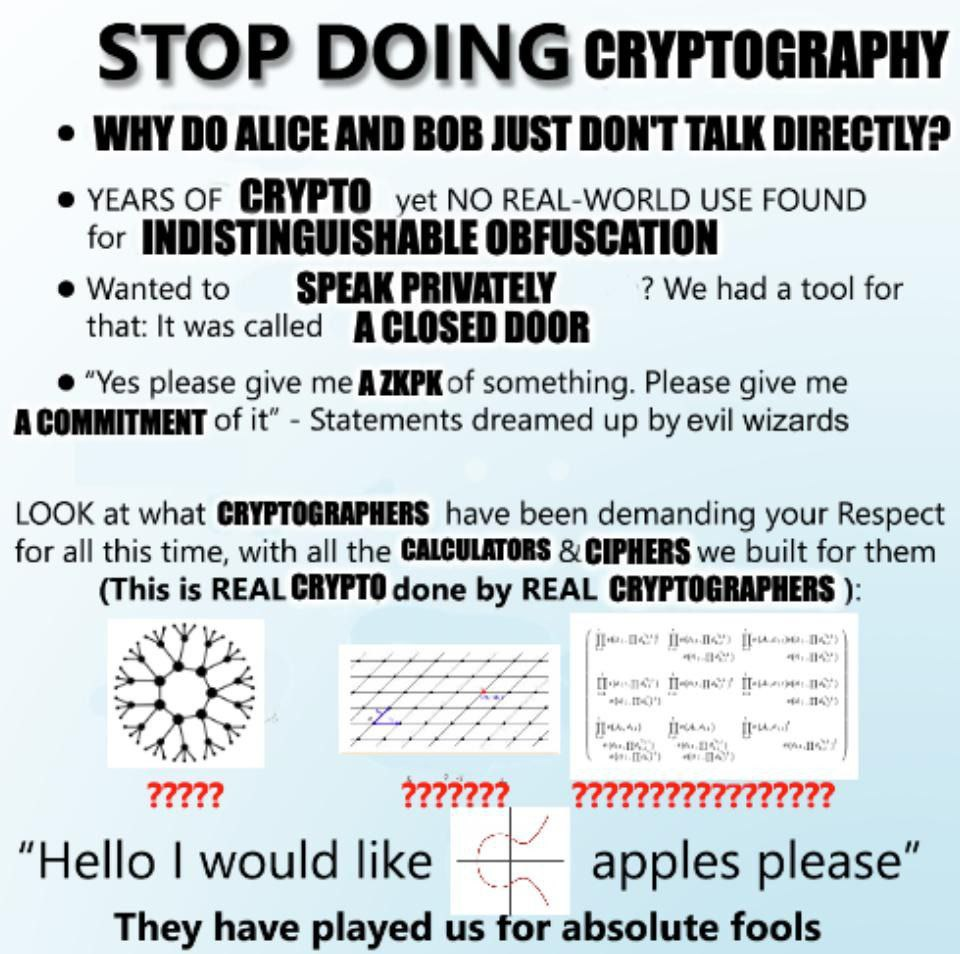 STOP DOING CRYPTOGRAPHY
• WHY DO ALICE AND BOB JUST DON'T TALK DIRECTLY?
• YEARS OF CRYPTO yet NO REAL-WORLD USE FOUND
for INDISTINGUISHABLE OBFUSCATION
• Wanted to SPEAK PRIVATELY ? We had a tool for
that: It was called A CLOSED DOOR
• “Yes please give me A ZKPK of something. Please give me
A COMMITMENT of it” - Statements dreamed up by evil wizards
LOOK at what CRYPTOGRAPHERS have been demanding your Respect
for all this time, with all the CALCULATORS & CIPHERS we built for them
(This is REAL CRYPTO done by REAL CRYPTOGRAPHERS ):
????? ??????? ?????????????????
“Hello I would like apples please”
They have played us for absolute fools